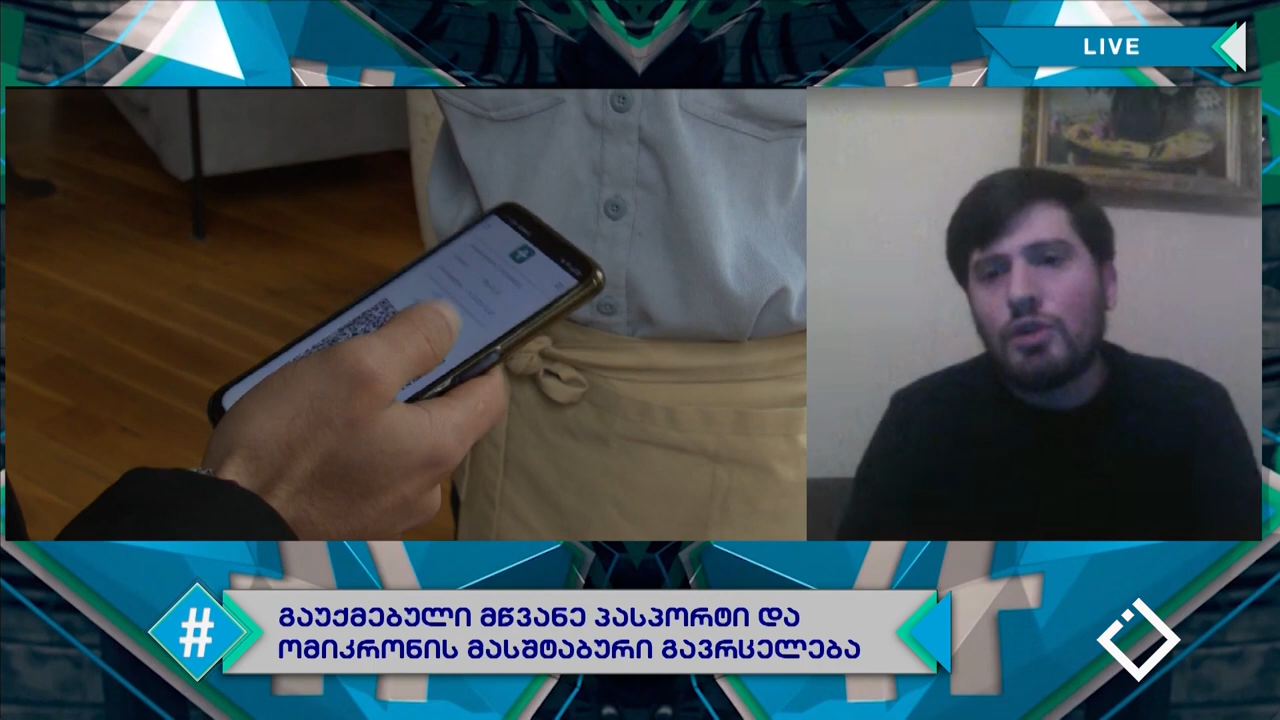 LIVE
#
ᲒᲐᲣᲥᲛᲔᲑᲣᲚᲘ ᲛᲬᲕᲐᲜᲔ ᲞᲐᲡᲞᲝᲠᲢᲘ ᲓᲐ
ᲝᲛᲘᲙᲠᲝᲜᲘᲡ ᲛᲐᲡᲨᲢᲐᲑᲣᲠᲘ ᲒᲐᲕᲠᲪᲔᲚᲔᲑᲐ